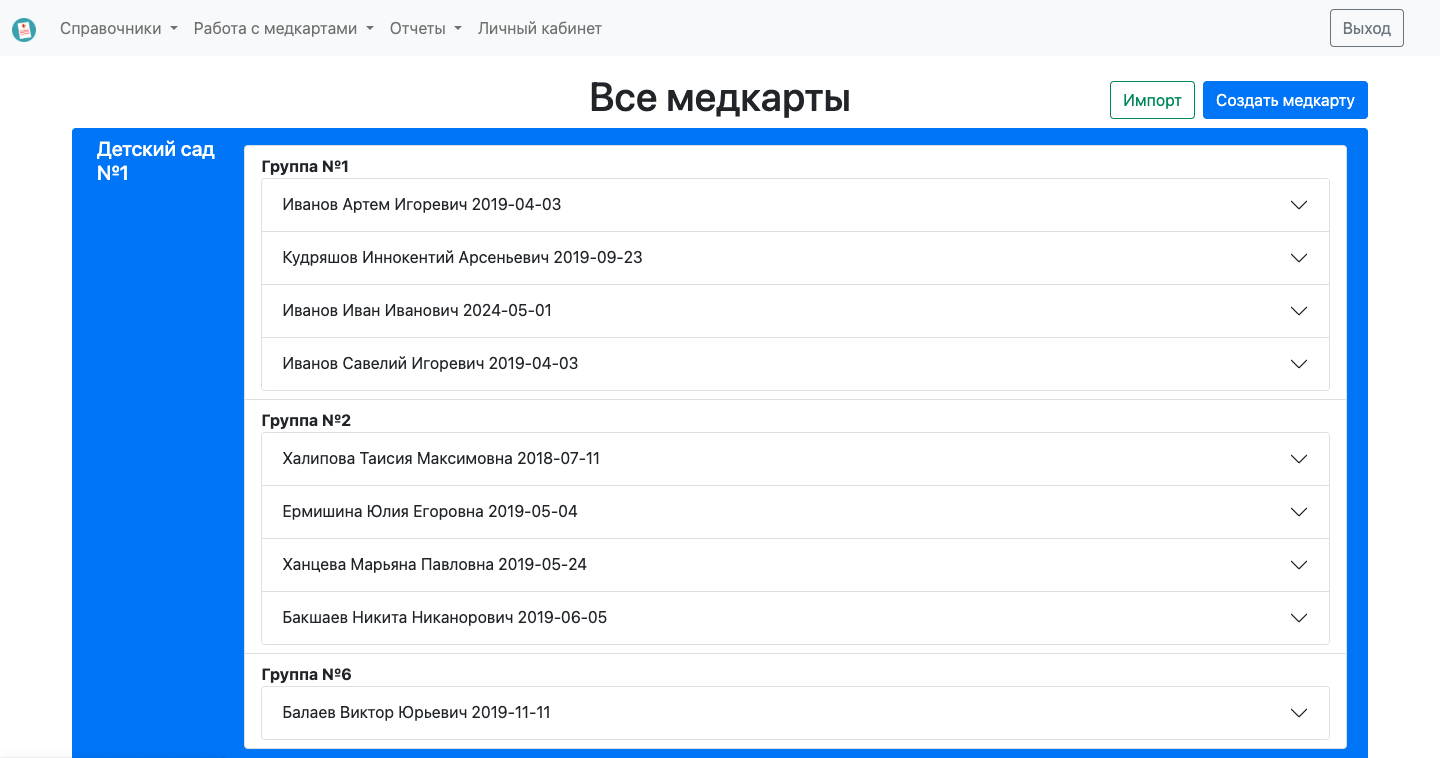 Справочники
Работа с медкартами
Отчеты
Личный кабинет
Выход
Все медкарты
Импорт
Создать медкарту
Детский сад
№1
Группа №1
Иванов Артем Игоревич 2019-04-03
Кудряшов Иннокентий Арсеньевич 2019-09-23
Иванов Иван Иванович 2024-05-01
Иванов Савелий Игоревич 2019-04-03
Группа №2
Халипова Таисия Максимовна 2018-07-11
Ермишина Юлия Егоровна 2019-05-04
Ханцева Марьяна Павловна 2019-05-24
Бакшаев Никита Никанорович 2019-06-05
Группа №6
Балаев Виктор Юрьевич 2019-11-11